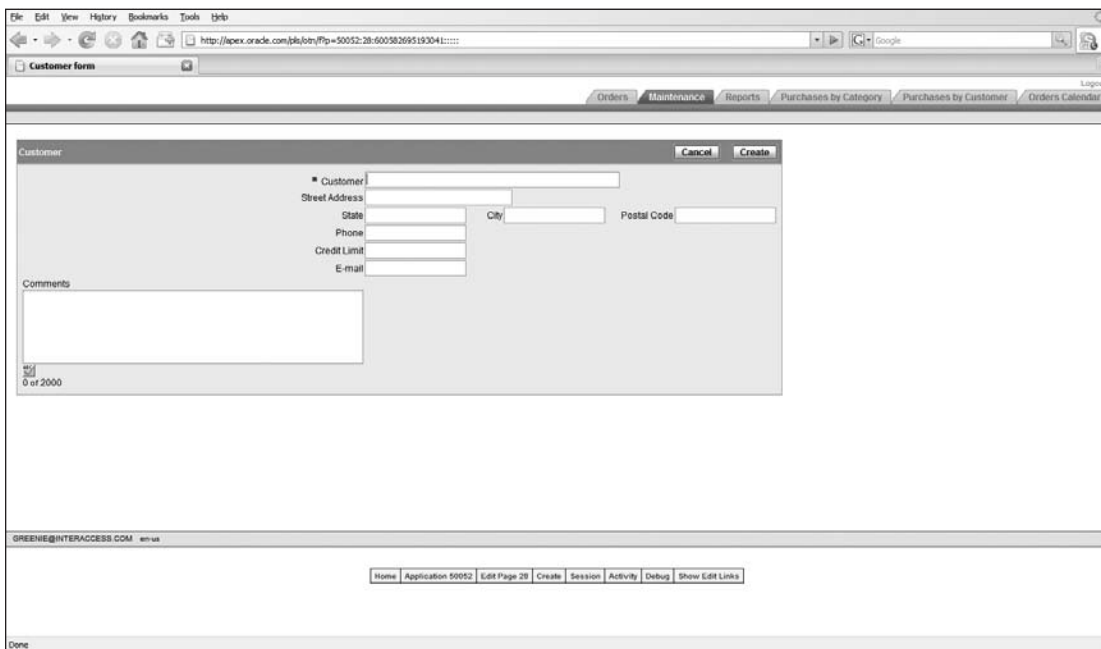 File Edit View History Bookmarks Tools Help
http://apex.oracle.com/pls/otn/f?p=50052:28:600582695193041:::::
Google
Customer form
Orders Maintenance Reports Purchases by Category Purchases by Customer Orders Calendar
Customer Cancel Create
* Customer
Street Address
State City Postal Code
Phone
Credit Limit
E-mail
Comments
0 of 2000
GREENIE@INTERACCESS.COM en-us
Home Application 50052 Edit Page 28 Create Session Activity Debug Show Edit Links
Done